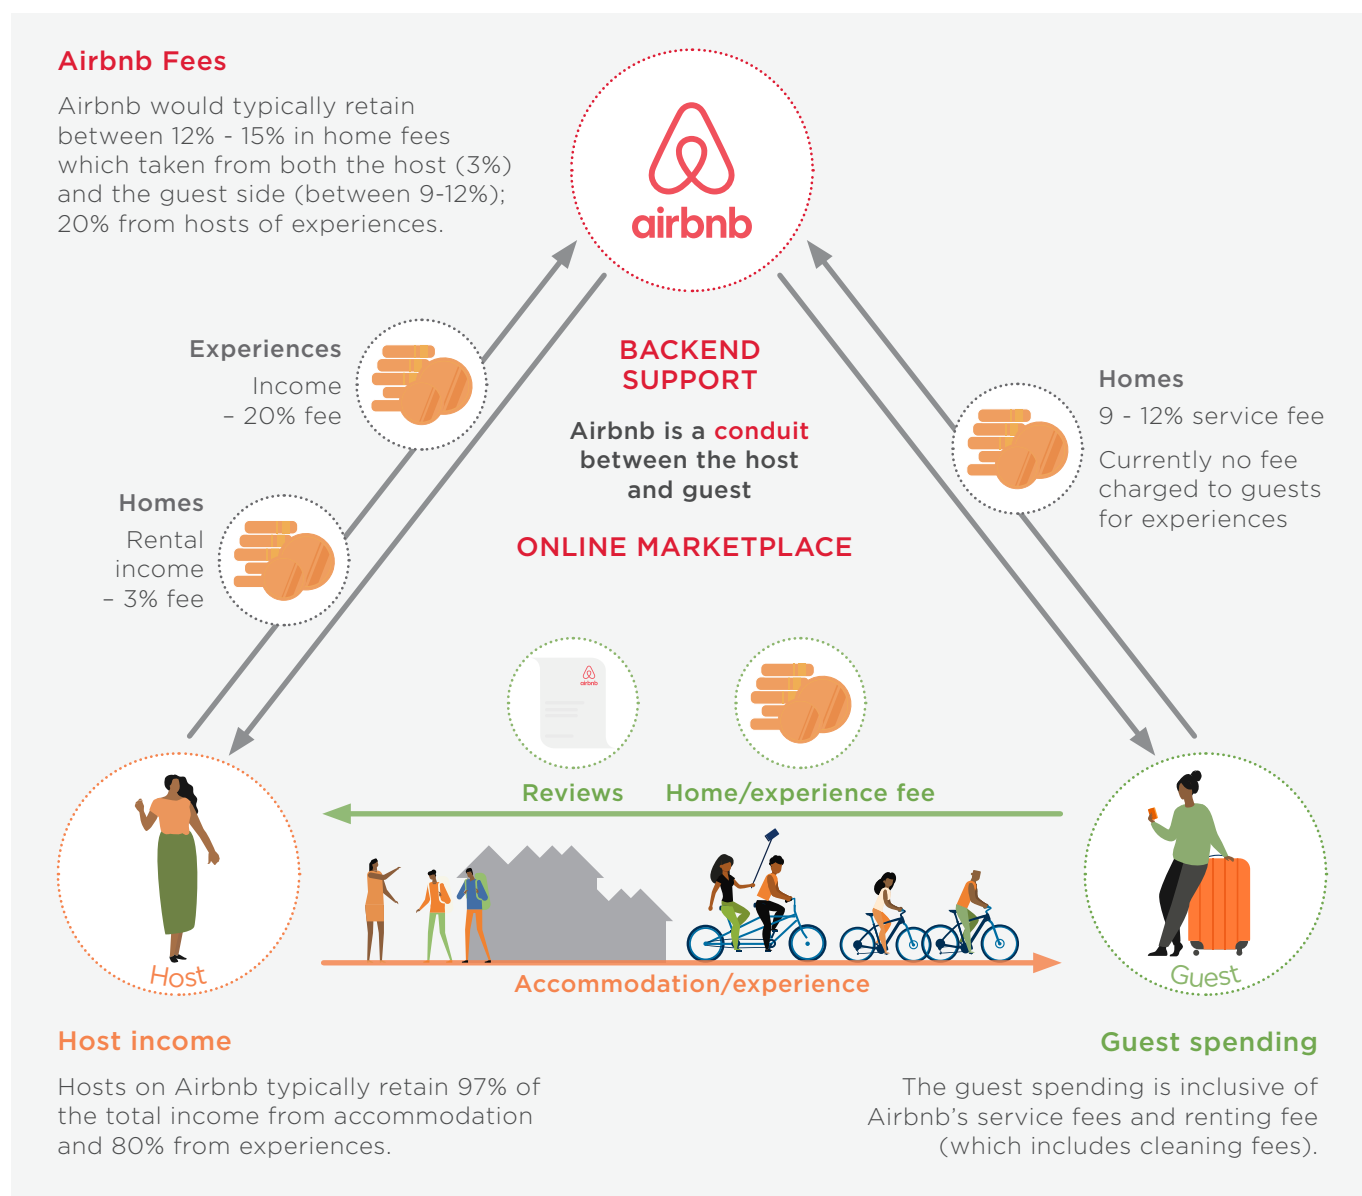 Airbnb Fees
Airbnb would typically retain
between 12% - 15% in home fees
which taken from both the host (3%)
and the guest side (between 9-12%);
20% from hosts of experiences.
airbnb
Experiences
Income
– 20% fee
Homes
Rental
income
– 3% fee
BACKEND
SUPPORT
Airbnb is a conduit
between the host
and guest
ONLINE MARKETPLACE
Homes
9 - 12% service fee
Currently no fee
charged to guests
for experiences
airbnb
Reviews
Home/experience fee
Host
Accommodation/experience
Guest
Host income
Hosts on Airbnb typically retain 97% of
the total income from accommodation
and 80% from experiences.
Guest spending
The guest spending is inclusive of
Airbnb's service fees and renting fee
(which includes cleaning fees).